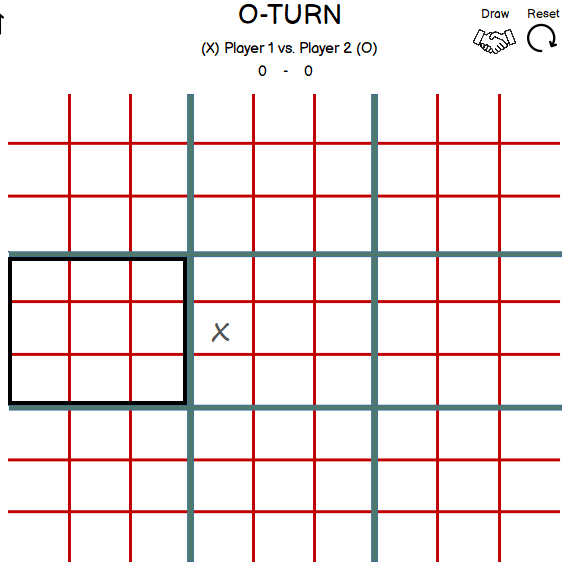 O-TURN
Draw
Reset
(X) Player 1 vs. Player 2 (O)
0 - 0
X